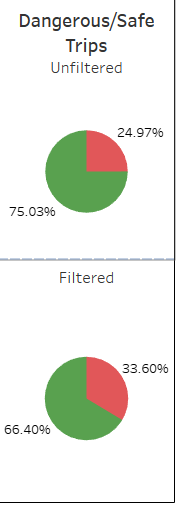 Dangerous/Safe
Trips
Unfiltered
24.97%
75.03%
Filtered
33.60%
66.40%